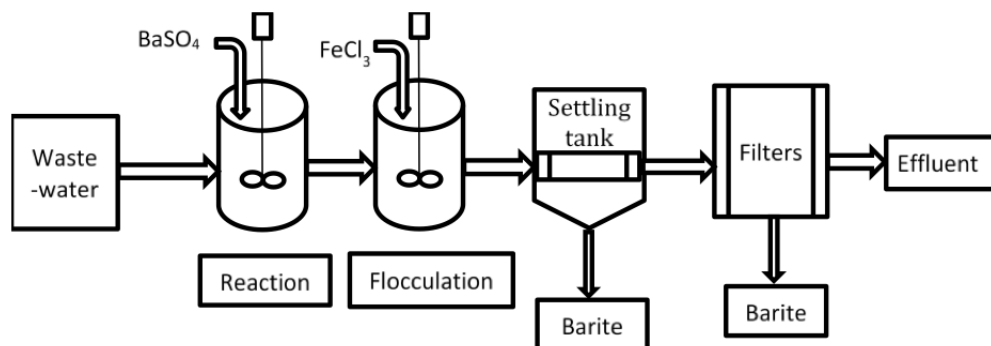 BaSO₄
FeCl₃
Waste
-water
Settling
tank
Filters
Effluent
Reaction
Flocculation
Barite
Barite